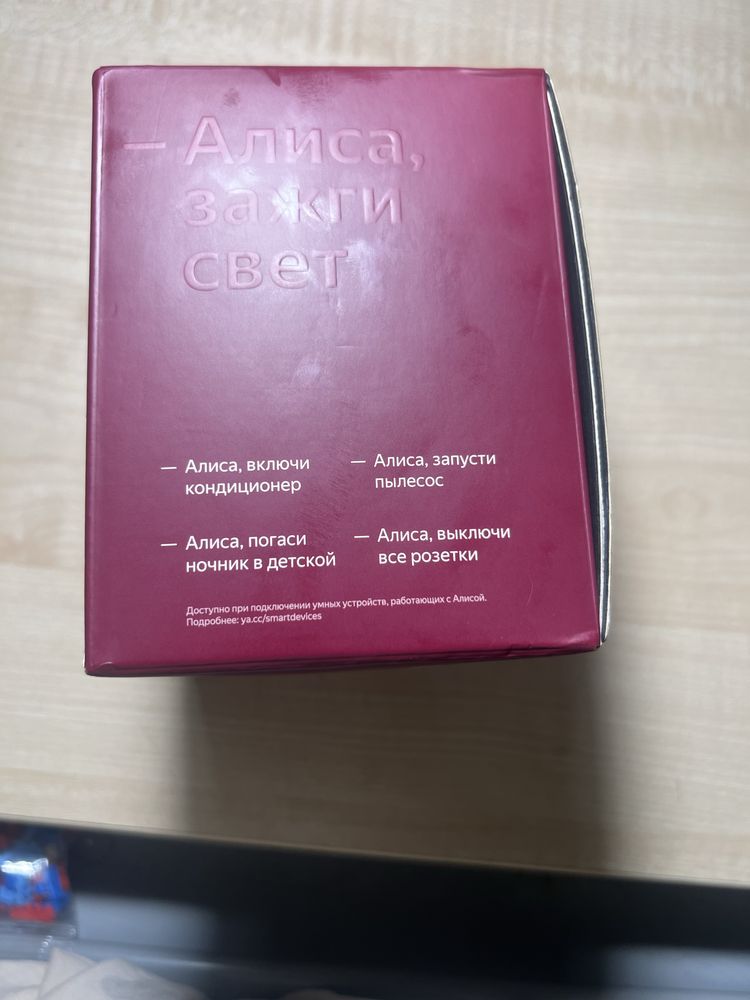 — Алиса,
зажги
свет
— Алиса, включи
кондиционер
— Алиса, запусти
пылесос
— Алиса, погаси
ночник в детской
— Алиса, выключи
все розетки
Доступно при подключении умных устройств, работающих с Алисой.
Подробнее: ya.cc/smartdevices